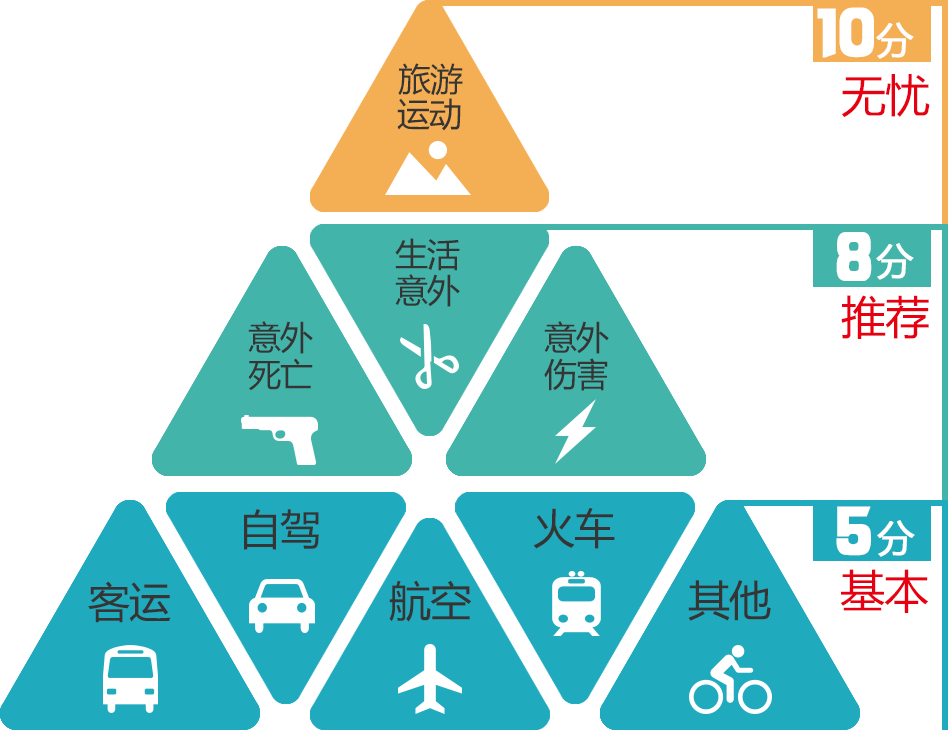 10分
无忧
旅游
运动
8分
推荐
生活
意外
意外
死亡
意外
伤害
5分
基本
自驾
火车
客运
航空
其他